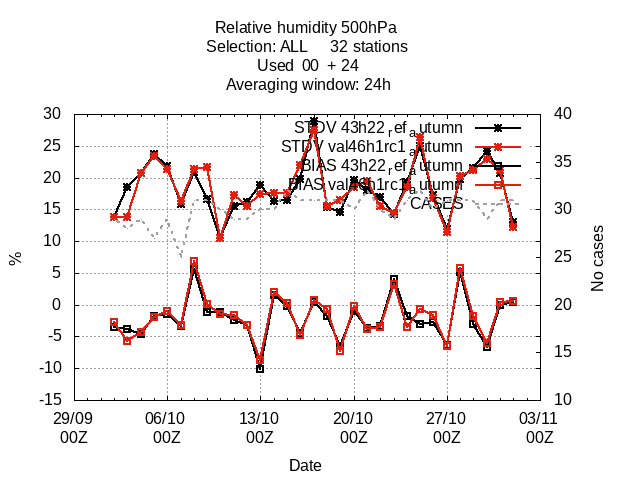 Relative humidity 500hPa
Selection: ALL 32 stations
Used 00 + 24
Averaging window: 24h
STDV 43h22_ref_autumn
STDV val46h1rc1_autumn
BIAS 43h22_ref_autumn
BIAS val46h1rc1_autumn
CASES
30
25
20
15
10
5
0
-5
-10
-15
%
40
35
30
25
20
15
10
No cases
29/09 06/10 13/10 20/10 27/10 03/11
00Z 00Z 00Z 00Z 00Z 00Z
Date